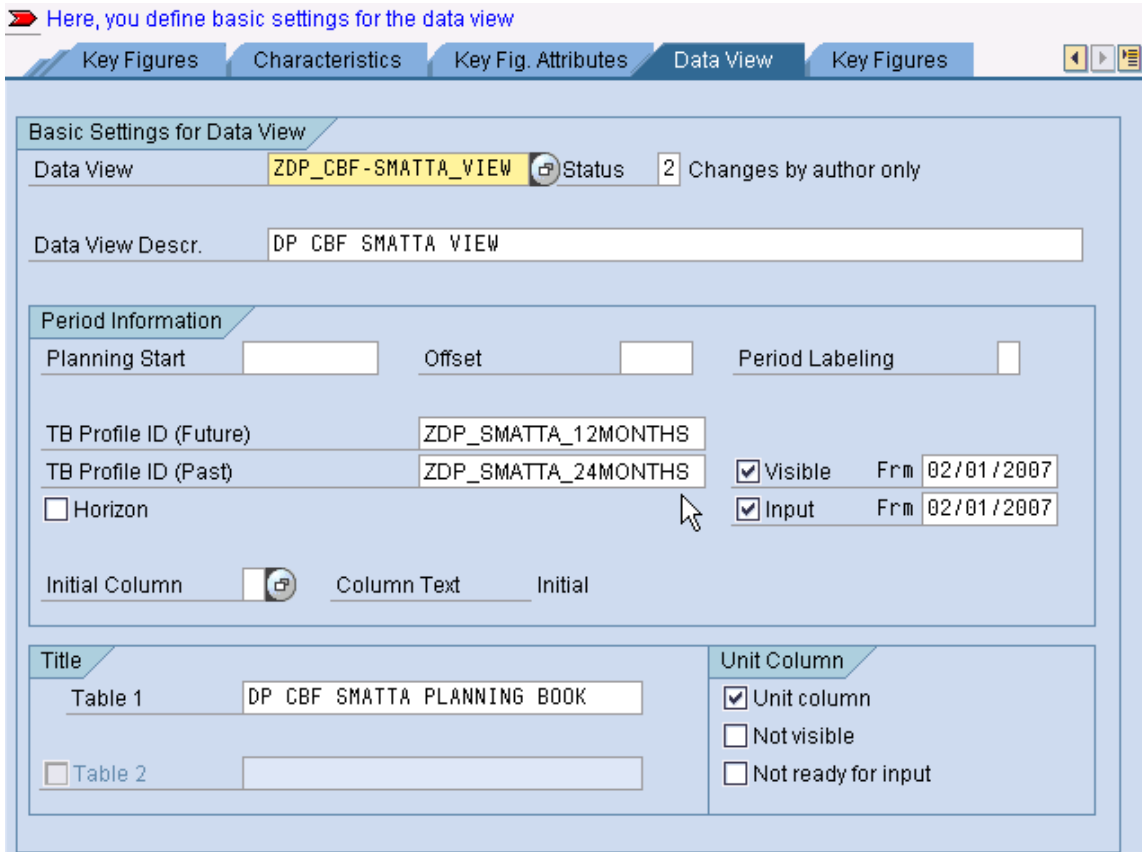 Here, you define basic settings for the data view
Key Figures Characteristics Key Fig. Attributes Data View Key Figures
Basic Settings for Data View
Data View ZDP_CBF-SMATTA_VIEW Status 2 Changes by author only
Data View Descr. DP CBF SMATTA VIEW
Period Information
Planning Start Offset Period Labeling
TB Profile ID (Future) ZDP_SMATTA_12MONTHS
TB Profile ID (Past) ZDP_SMATTA_24MONTHS Visible Frm 02/01/2007
Horizon Input Frm 02/01/2007
Initial Column Column Text Initial
Title Unit Column
Table 1 DP CBF SMATTA PLANNING BOOK Unit column
Not visible
Table 2 Not ready for input